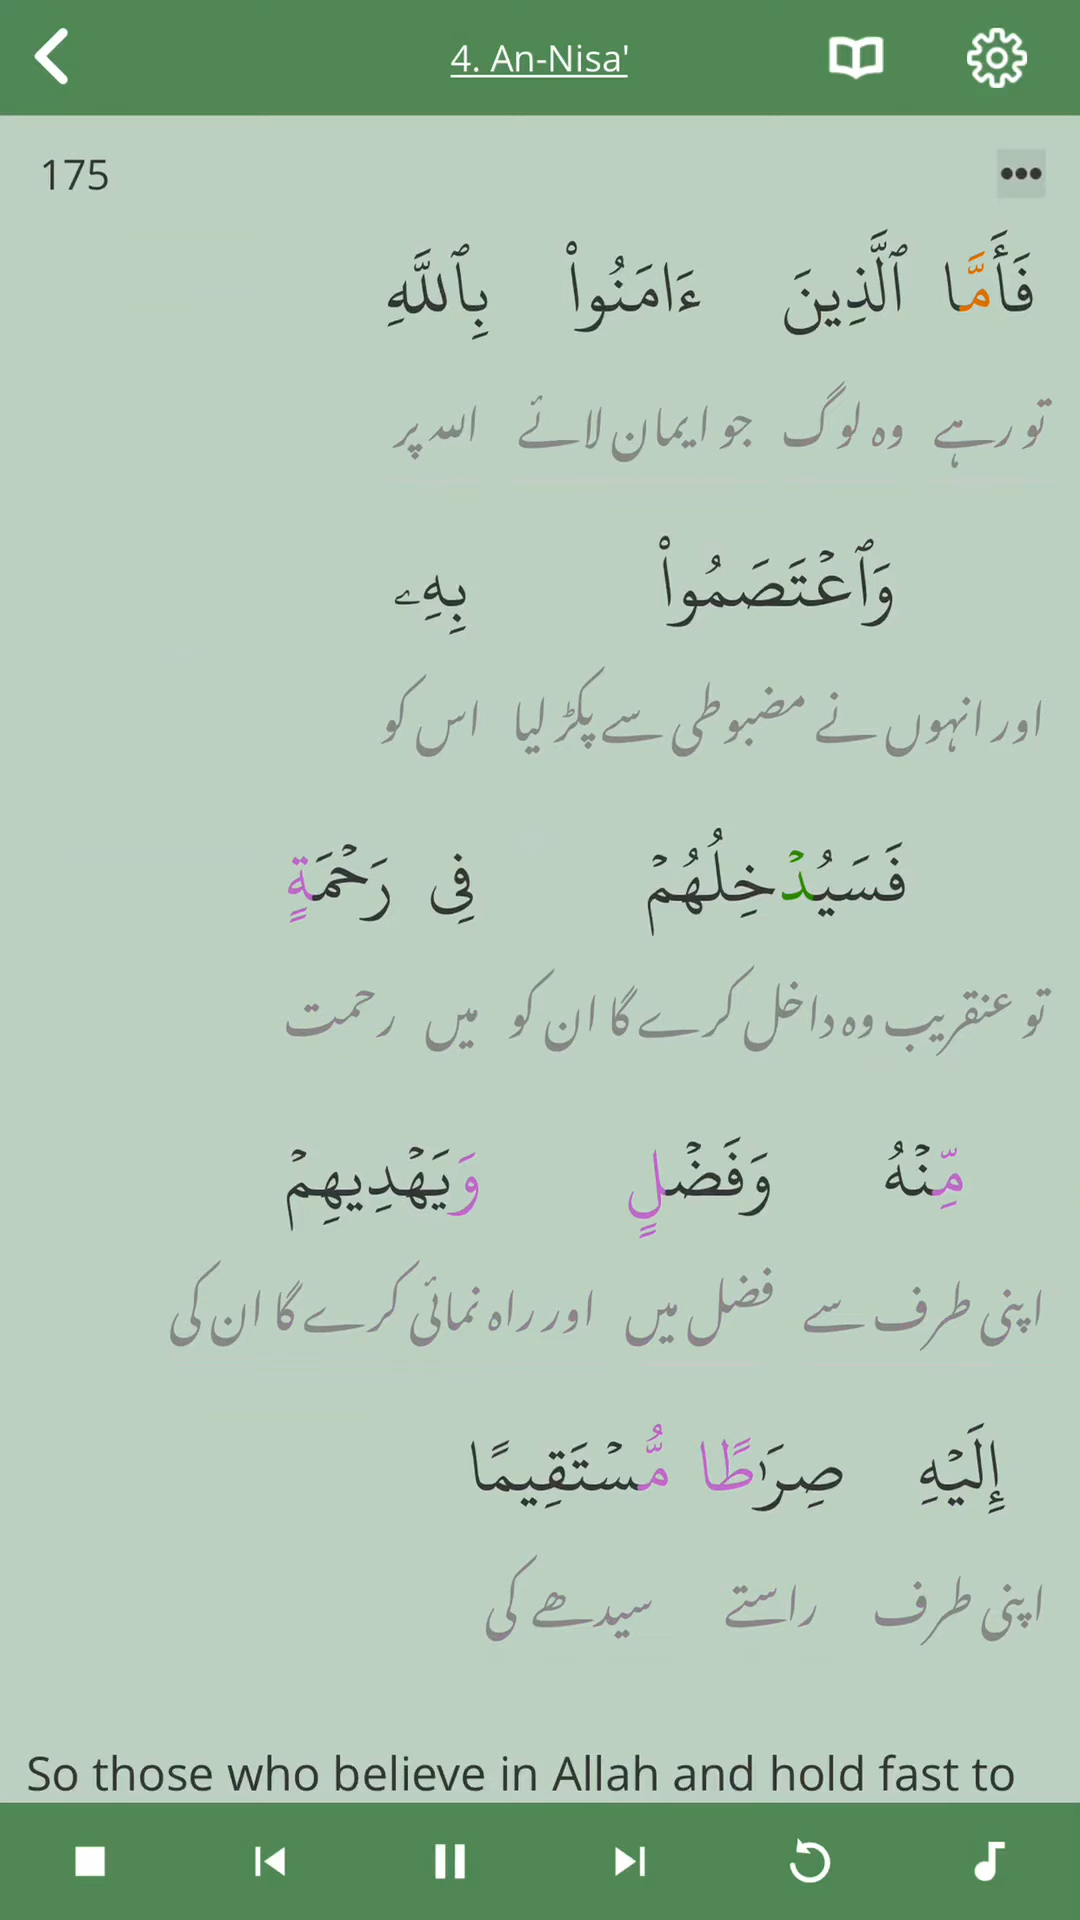 4. An-Nisa'
175
فَأَمَّا ٱلَّذِينَ ءَامَنُوا۟ بِٱللَّهِ
تو رہے وہ لوگ جو ایمان لائے اللہ پر
وَٱعْتَصَمُوا۟ بِهِۦ
اور انہوں نے مضبوطی سے پکڑ لیا اس کو
فَسَيُدْخِلُهُمْ فِى رَحْمَةٍ
تو عنقریب وہ داخل کرے گا ان کو میں رحمت
مِّنْهُ وَفَضْلٍ وَيَهْدِيهِمْ
اپنی طرف سے فضل میں اور راہ نمائی کرے گا ان کی
إِلَيْهِ صِرَٰطًا مُّسْتَقِيمًا
اپنی طرف راستے سیدھے کی
So those who believe in Allah and hold fast to